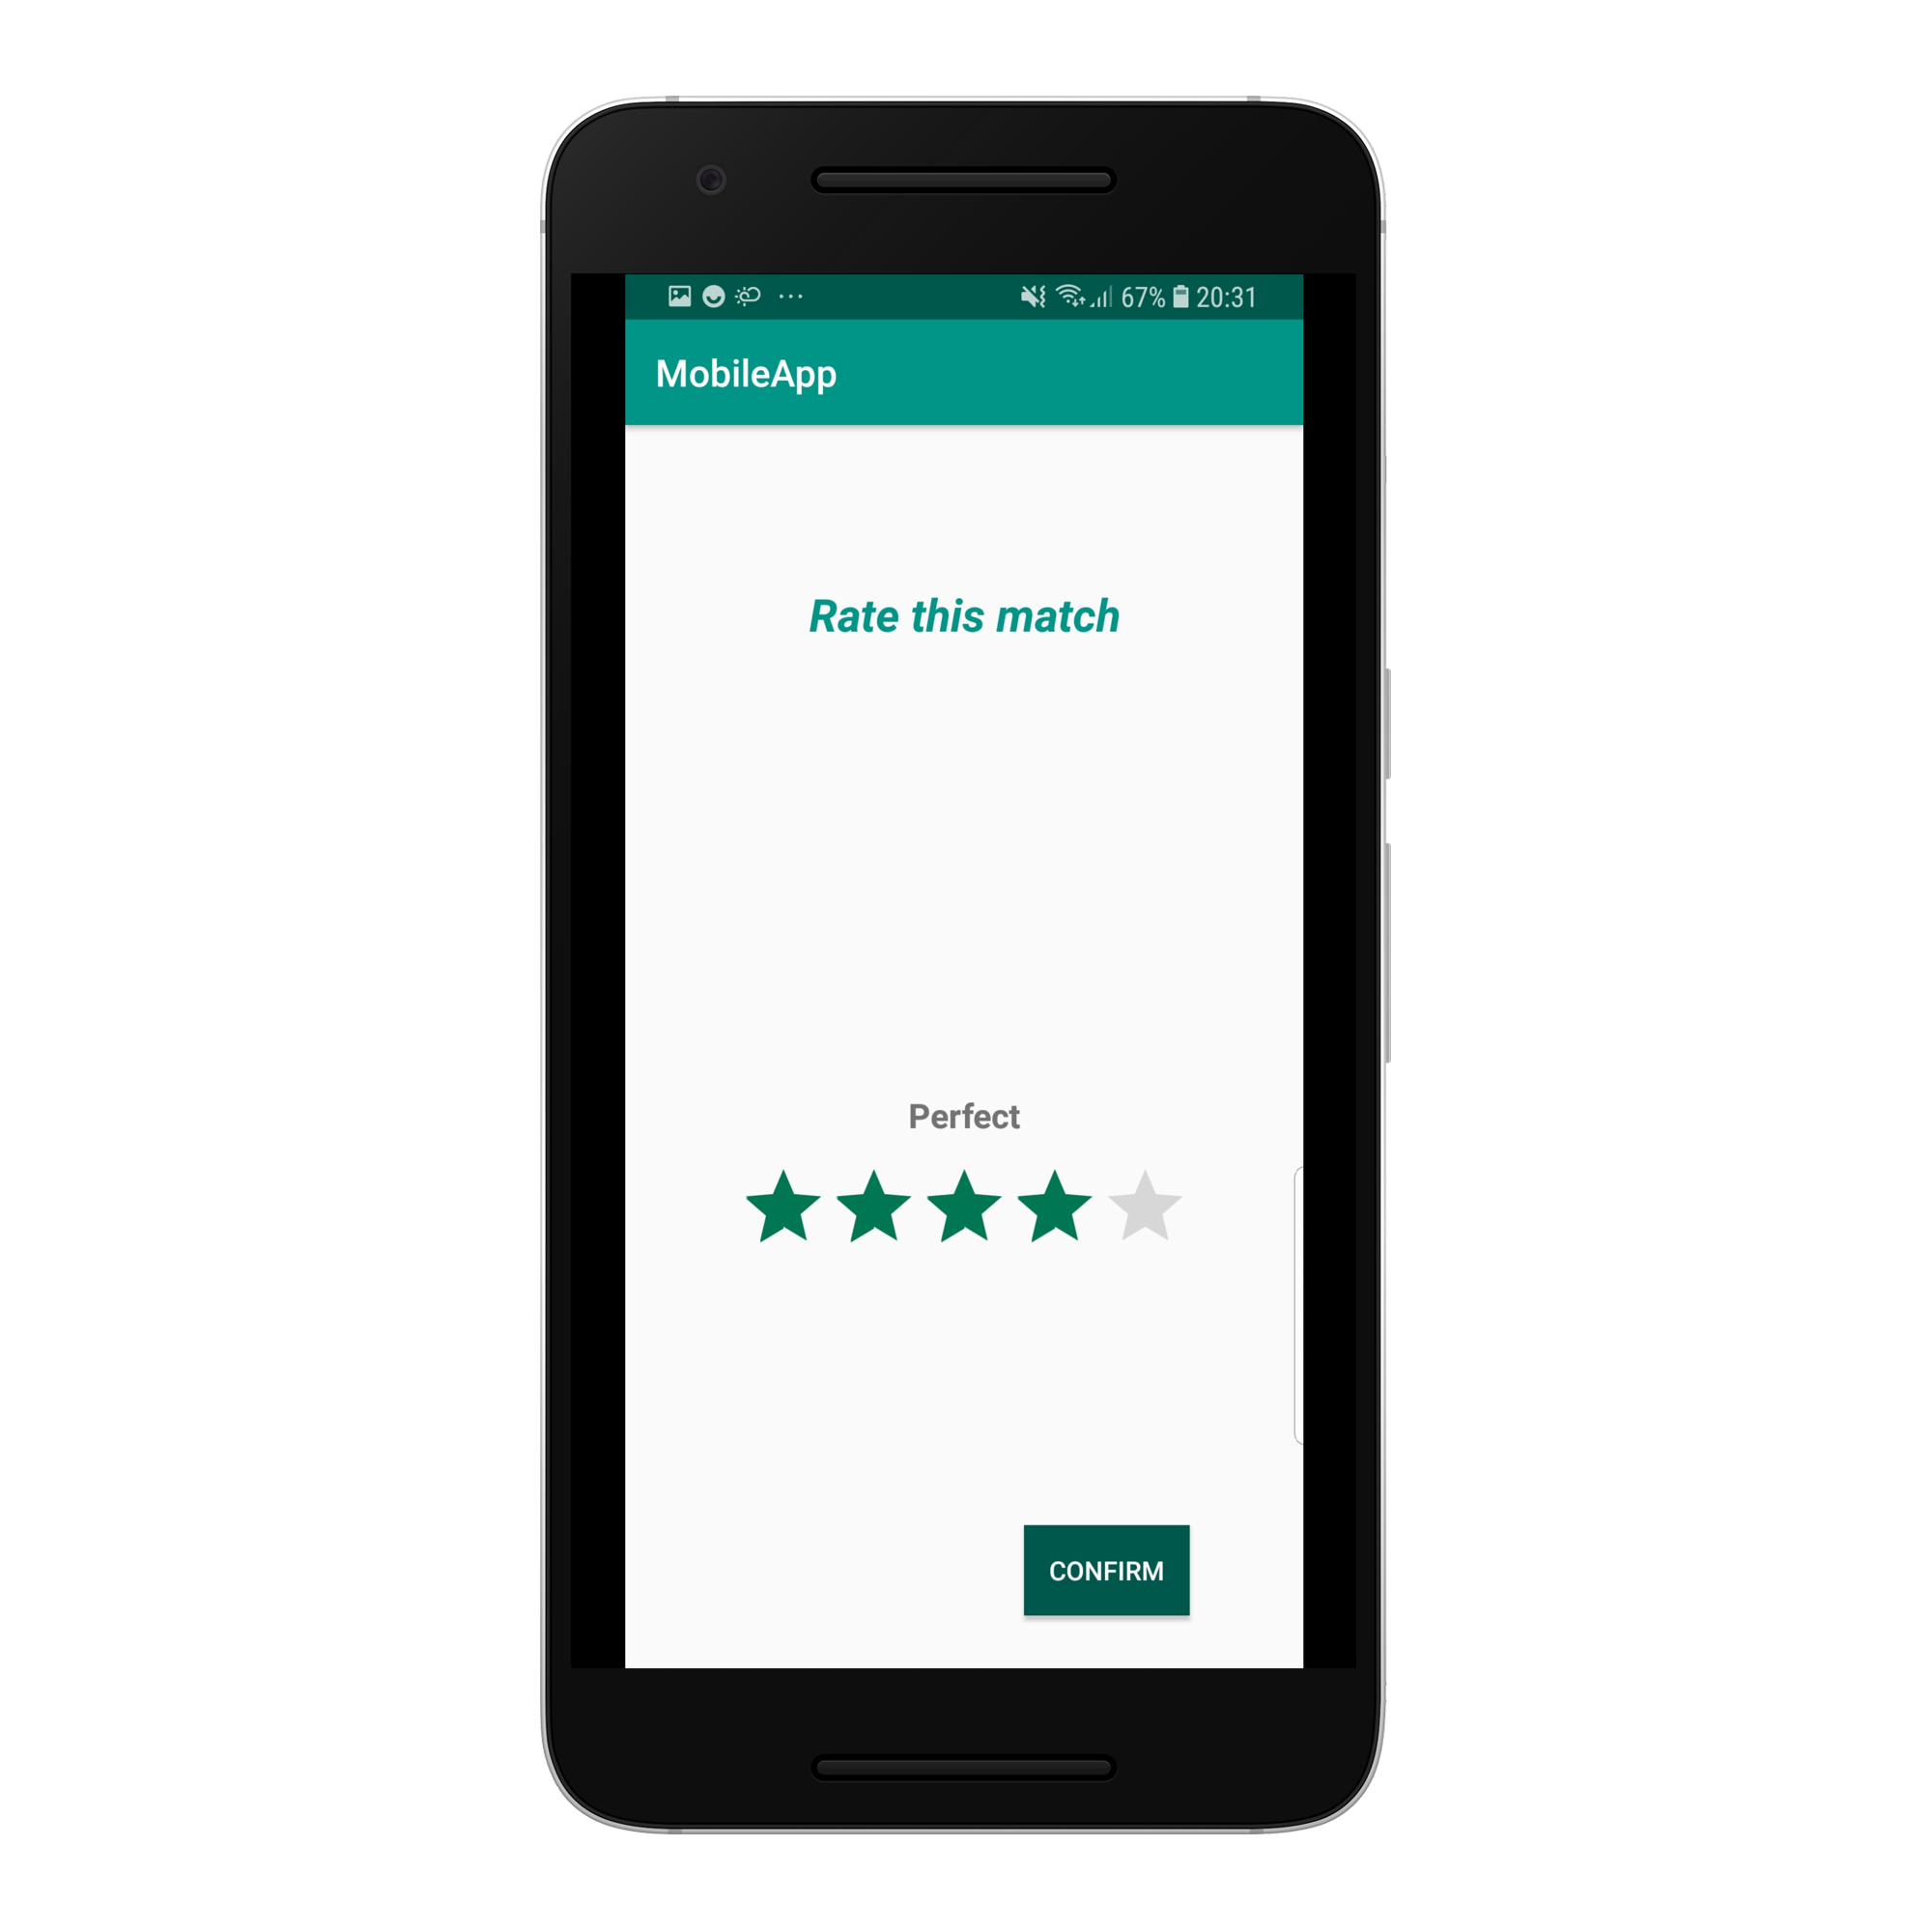 67% 20:31
MobileApp
Rate this match
Perfect
CONFIRM